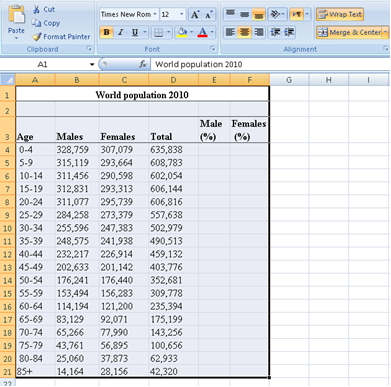 Paste
Cut
Copy
Format Painter
Clipboard
Times New Rom 12 A A
B I U A
Font
Wrap Text
Merge & Center
Alignment
A1 fx World population 2010
A B C D E F G H I
1 World population 2010
2
3 Age Males Females Total Male (%) Females (%)
4 0-4 328,759 307,079 635,838
5 5-9 315,119 293,664 608,783
6 10-14 311,456 290,598 602,054
7 15-19 312,831 293,313 606,144
8 20-24 311,077 295,739 606,816
9 25-29 284,258 273,379 557,638
10 30-34 255,596 247,383 502,979
11 35-39 248,575 241,938 490,513
12 40-44 232,217 226,914 459,132
13 45-49 202,633 201,142 403,776
14 50-54 176,241 176,440 352,681
15 55-59 153,494 156,283 309,778
16 60-64 114,194 121,200 235,394
17 65-69 83,129 92,071 175,199
18 70-74 65,266 77,990 143,256
19 75-79 43,761 56,895 100,656
20 80-84 25,060 37,873 62,933
21 85+ 14,164 28,156 42,320
22